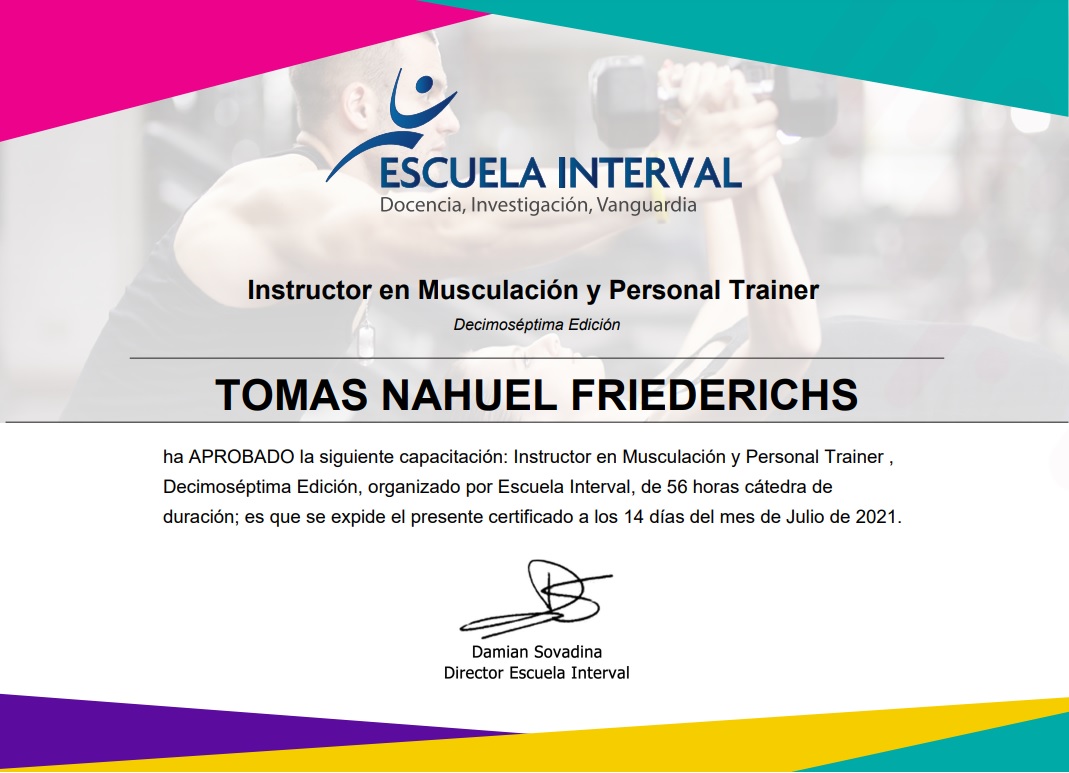 ESCUELA INTERVAL
Docencia, Investigación, Vanguardia
Instructor en Musculación y Personal Trainer
Decimoséptima Edición
TOMAS NAHUEL FRIEDERICHS
ha APROBADO la siguiente capacitación: Instructor en Musculación y Personal Trainer ,
Decimoséptima Edición, organizado por Escuela Interval, de 56 horas cátedra de
duración; es que se expide el presente certificado a los 14 días del mes de Julio de 2021.
Damian Sovadina
Director Escuela Interval